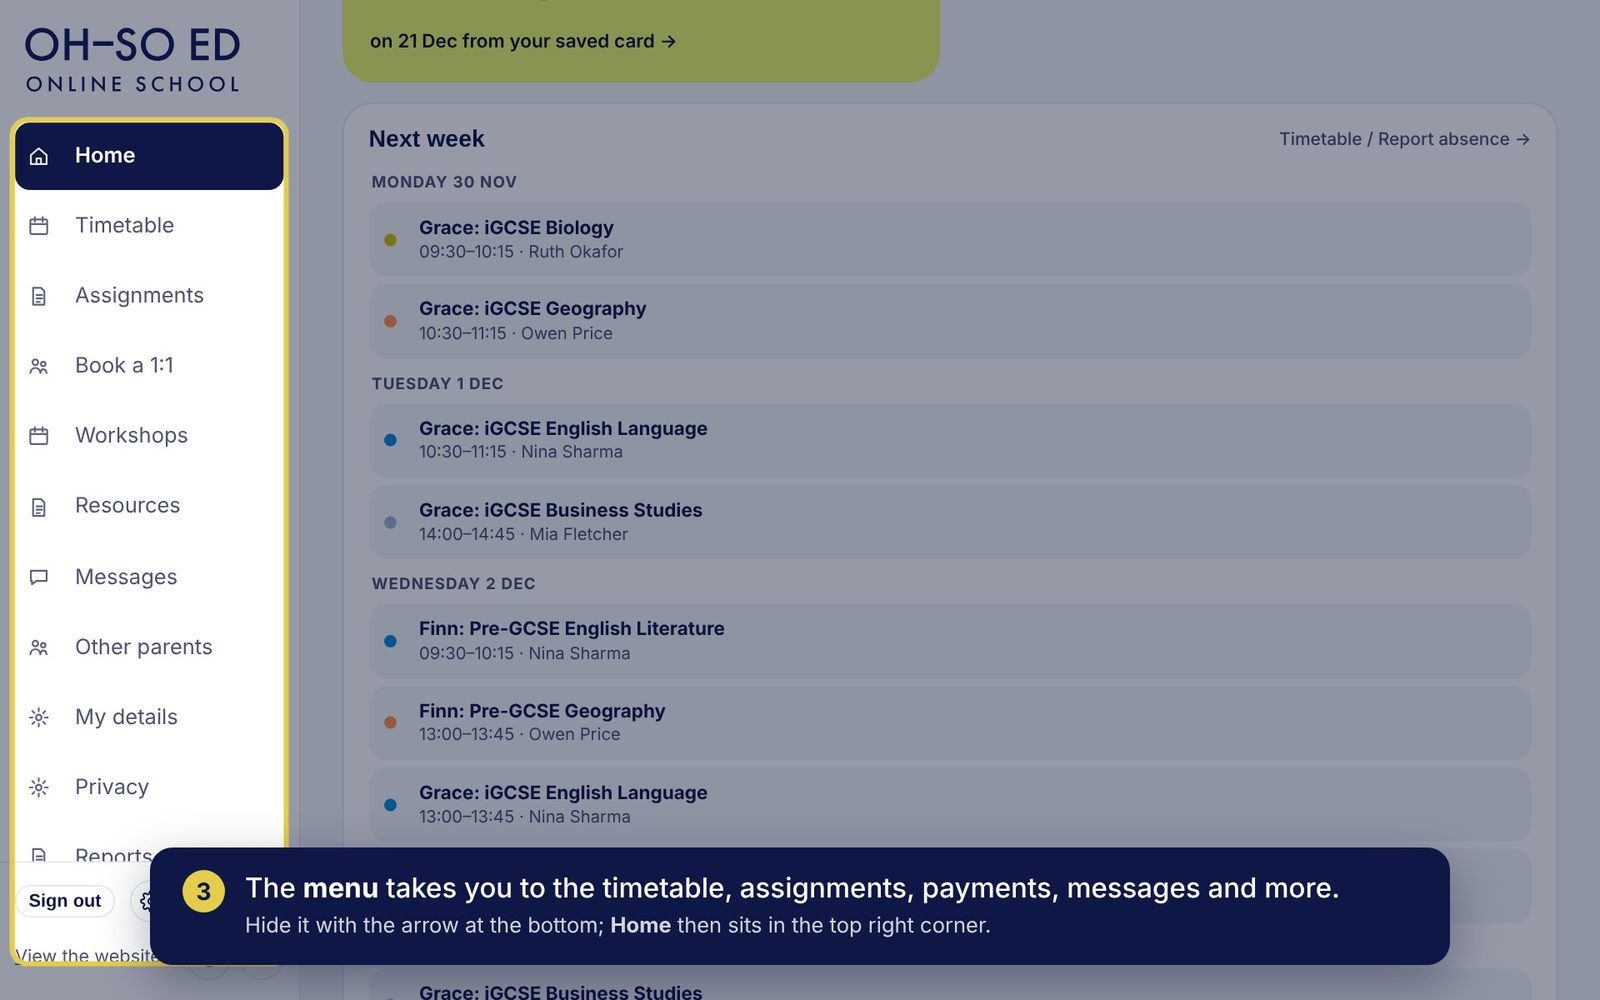 OH–SO ED
ONLINE SCHOOL
Home
Timetable
Assignments
Book a 1:1
Workshops
Resources
Messages
Other parents
My details
Privacy
Reports
Sign out
View the website
on 21 Dec from your saved card →
Next week
Timetable / Report absence →
MONDAY 30 NOV
Grace: iGCSE Biology
09:30–10:15 · Ruth Okafor
Grace: iGCSE Geography
10:30–11:15 · Owen Price
TUESDAY 1 DEC
Grace: iGCSE English Language
10:30–11:15 · Nina Sharma
Grace: iGCSE Business Studies
14:00–14:45 · Mia Fletcher
WEDNESDAY 2 DEC
Finn: Pre-GCSE English Literature
09:30–10:15 · Nina Sharma
Finn: Pre-GCSE Geography
13:00–13:45 · Owen Price
Grace: iGCSE English Language
13:00–13:45 · Nina Sharma
3
The menu takes you to the timetable, assignments, payments, messages and more.
Hide it with the arrow at the bottom; Home then sits in the top right corner.
Grace: iGCSE Business Studies